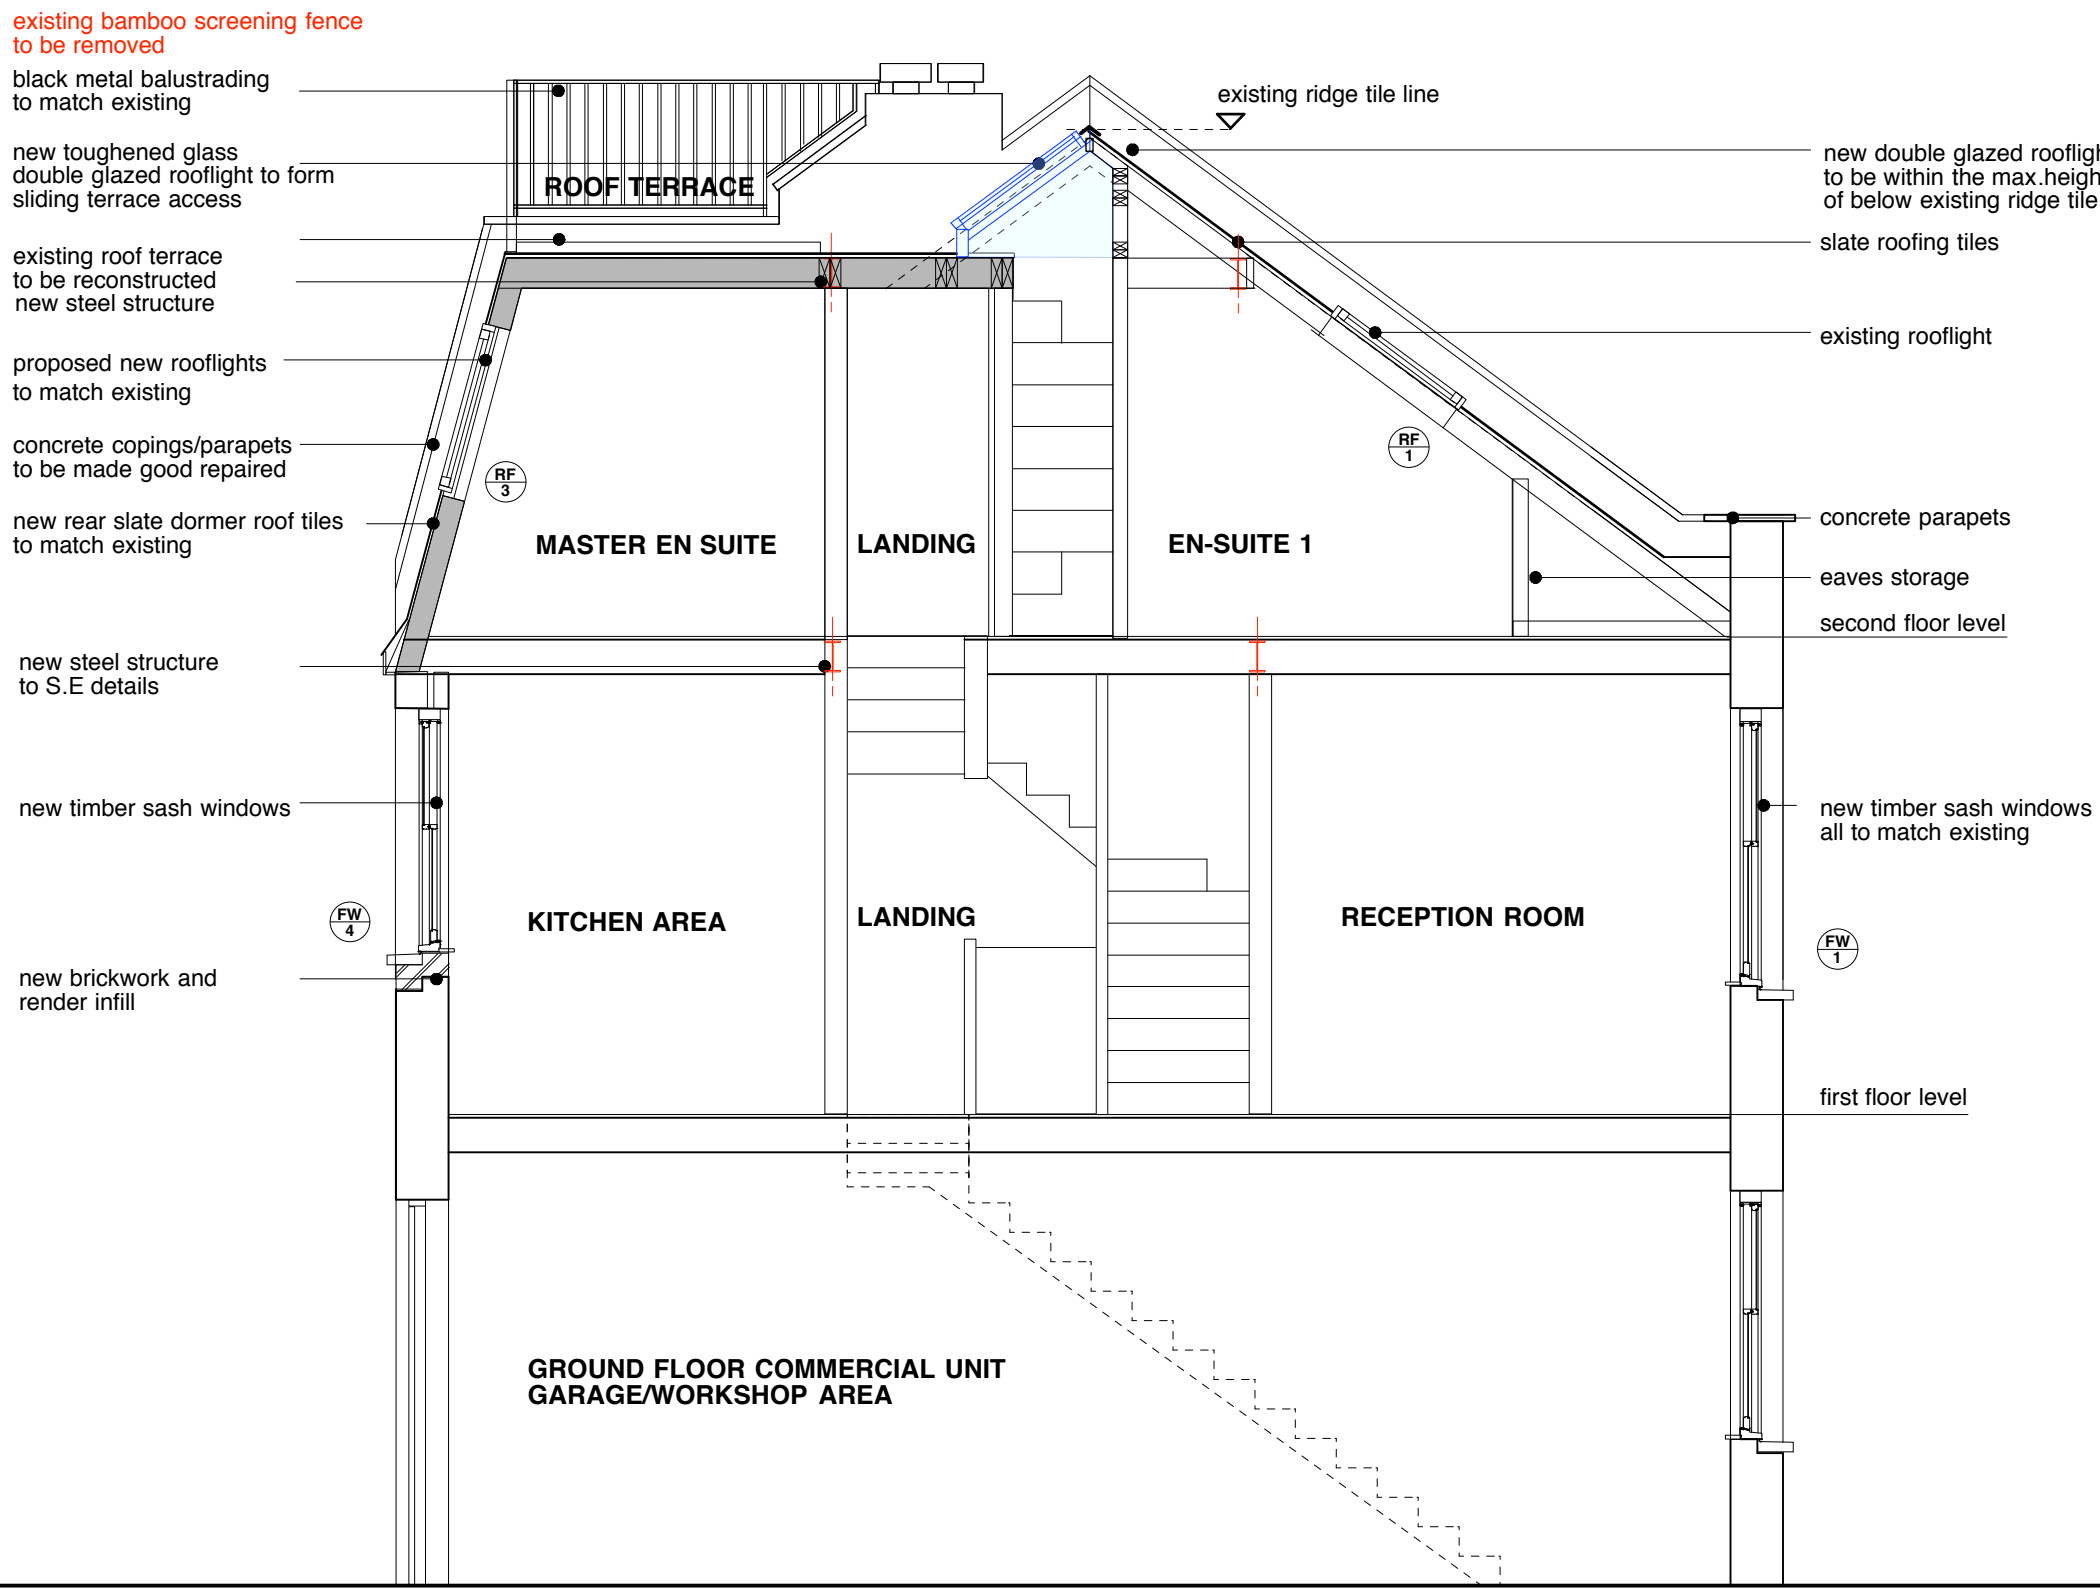 existing bamboo screening fence
to be removed
black metal balustrading
to match existing
new toughened glass
double glazed rooflight to form
sliding terrace access
existing roof terrace
to be reconstructed
new steel structure
proposed new rooflights
to match existing
concrete copings/parapets
to be made good repaired
new rear slate dormer roof tiles
to match existing
new steel structure
to S.E details
new timber sash windows
new brickwork and
render infill
ROOF TERRACE
existing ridge tile line
RF
3
RF
1
MASTER EN SUITE
LANDING
EN-SUITE 1
FW
4
KITCHEN AREA
LANDING
RECEPTION ROOM
FW
1
GROUND FLOOR COMMERCIAL UNIT
GARAGE/WORKSHOP AREA
new double glazed
to be within the
of below existing ridge tile
slate roofing tiles
existing rooflight
concrete parapets
eaves storage
second floor level
new timber sash windows
all to match existing
first floor level